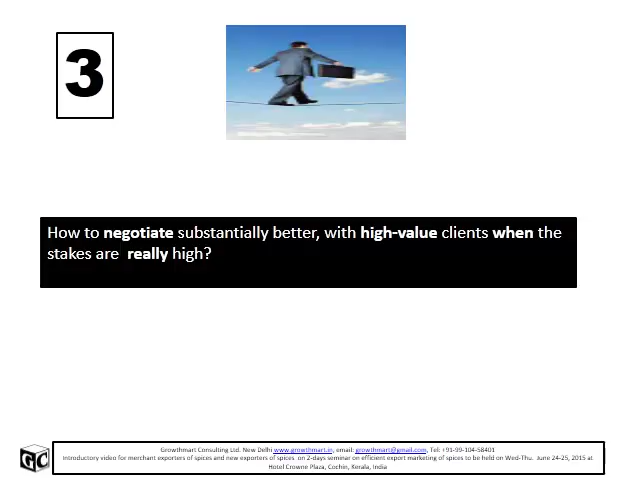 3
How to negotiate substantially better, with high-value clients when the
stakes are  really high?
GC
Growthmart Consulting Ltd. New Delhi www.growthmart.in, email: growthmart@gmail.com, Tel: +91-99-104-58401
Introductory video for merchant exporters of spices and new exporters of spices  on 2-days seminar on efficient export marketing of spices to be held on Wed-Thu.  June 24-25, 2015 at
Hotel Crowne Plaza, Cochin, Kerala, India